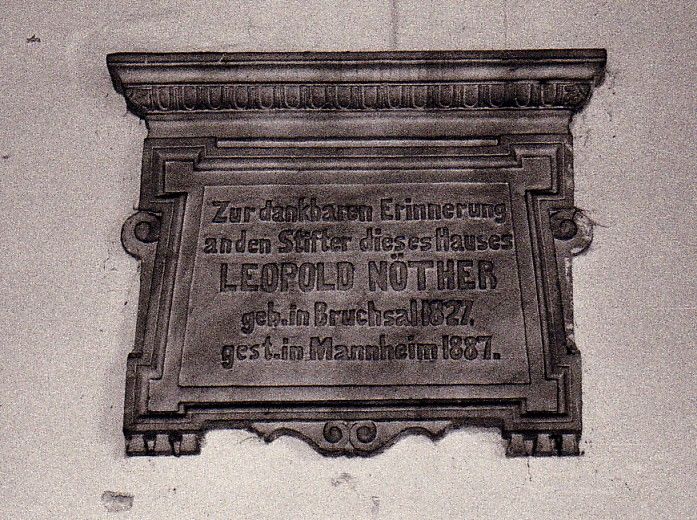 Zur dankbaren Erinnerung
an den Stifter dieses Hauses
LEOPOLD NÖTHER
geb. in Bruchsal 1827.
gest. in Mannheim 1887.